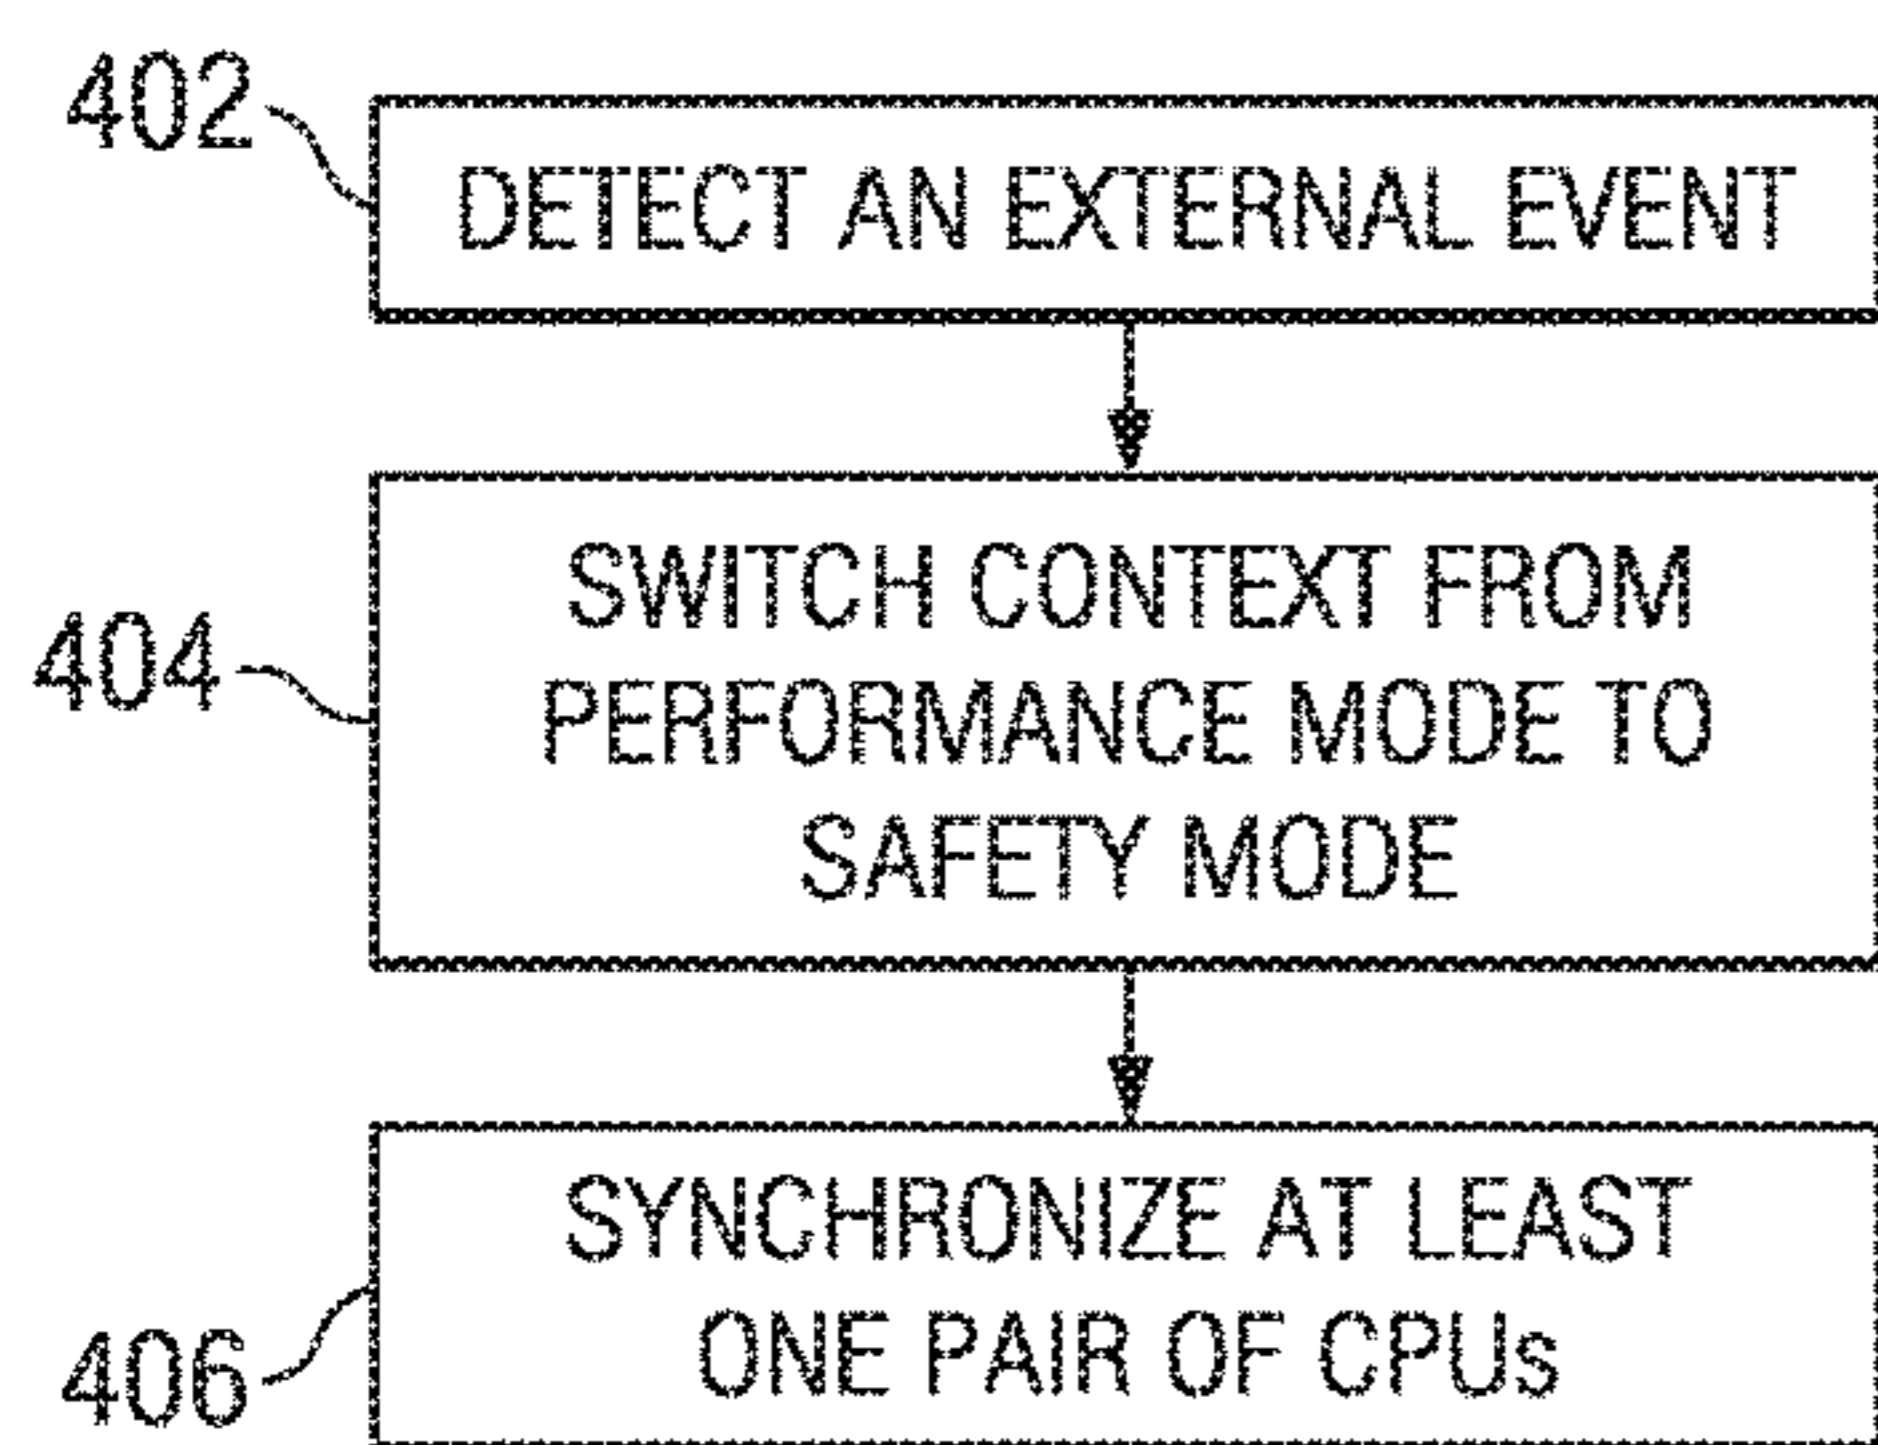 402
DETECT AN EXTERNAL EVENT
404
SWITCH CONTEXT FROM
PERFORMANCE MODE TO
SAFETY MODE
406
SYNCHRONIZE AT LEAST
ONE PAIR OF CPUs